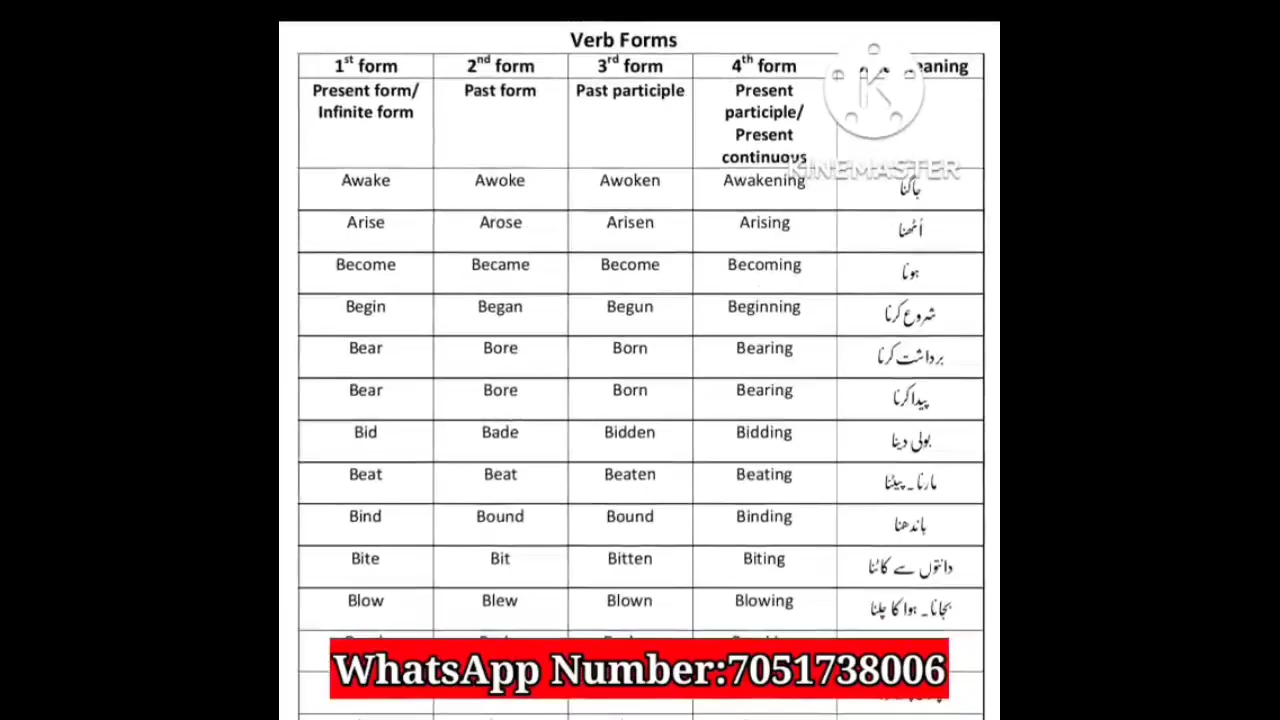 Verb Forms
1st form 2nd form 3rd form 4th form
Present form/ Past form Past participle Present
Infinite form participle/
Present
continuous
KINEMASTER
Awake Awoke Awoken Awakening جاگنا
Arise Arose Arisen Arising اُٹھنا
Become Became Become Becoming ہونا
Begin Began Begun Beginning شروع کرنا
Bear Bore Born Bearing برداشت کرنا
Bear Bore Born Bearing پیدا کرنا
Bid Bade Bidden Bidding بولی دینا
Beat Beat Beaten Beating مارنا۔ پیٹنا
Bind Bound Bound Binding باندھنا
Bite Bit Bitten Biting دانتوں سے کاٹنا
Blow Blew Blown Blowing بجانا۔ ہوا کا چلنا
WhatsApp Number:7051738006